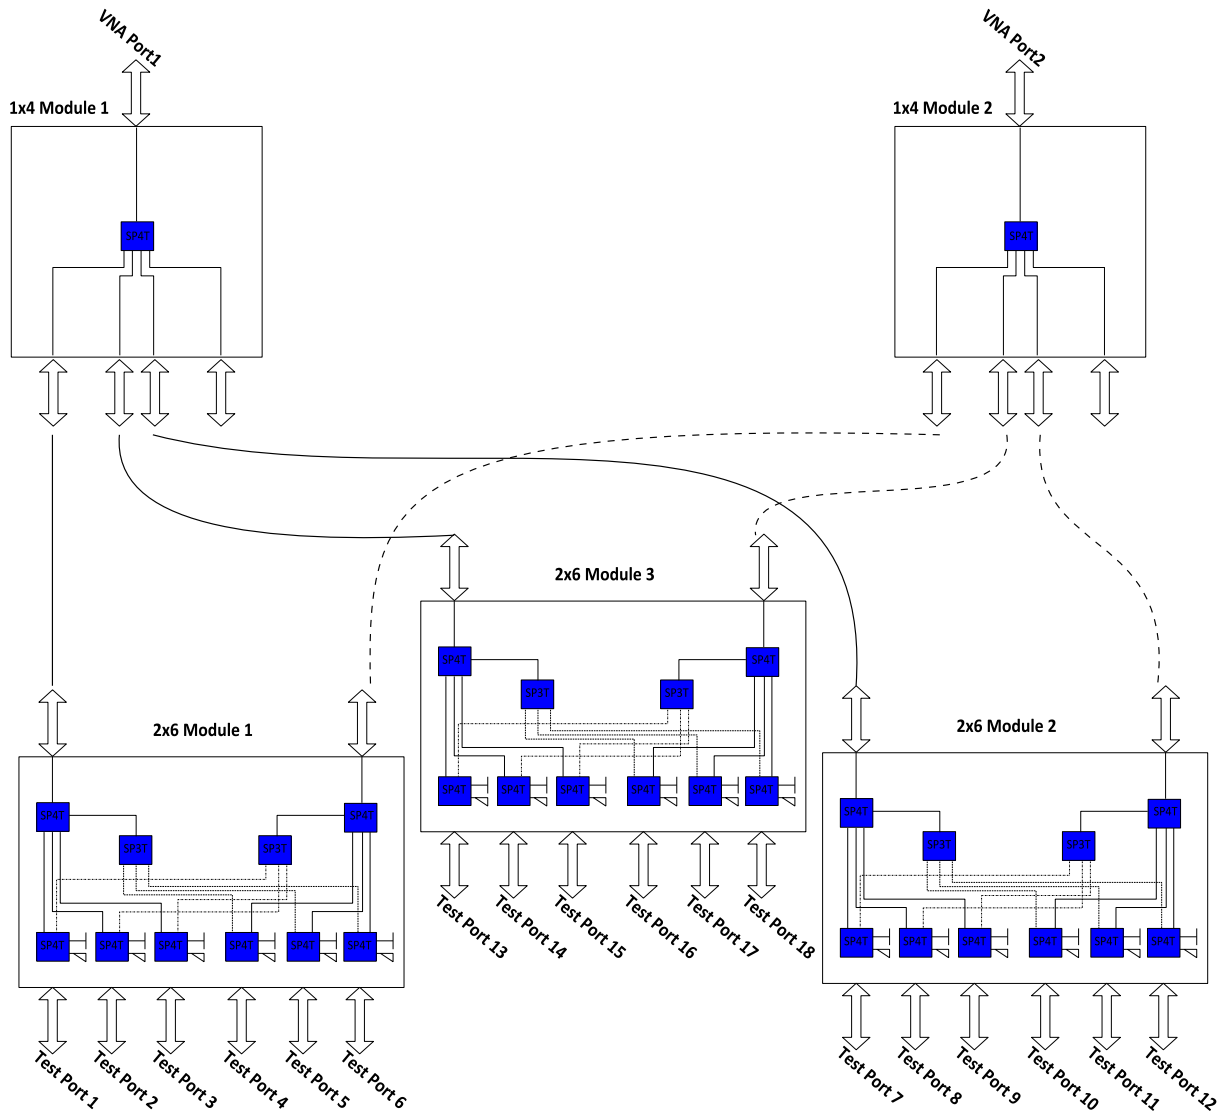 VNA Port1
VNA Port2
1x4 Module 1
1x4 Module 2
SP4T
SP4T
2x6 Module 3
SP4T
SP4T
SP3T
SP3T
SP4T
SP4T
SP4T
SP4T
SP4T
SP4T
Test Port 13
Test Port 14
Test Port 15
Test Port 16
Test Port 17
Test Port 18
2x6 Module 1
SP4T
SP4T
SP3T
SP3T
SP4T
SP4T
SP4T
SP4T
SP4T
SP4T
Test Port 1
Test Port 2
Test Port 3
Test Port 4
Test Port 5
Test Port 6
2x6 Module 2
SP4T
SP4T
SP3T
SP3T
SP4T
SP4T
SP4T
SP4T
SP4T
SP4T
Test Port 7
Test Port 8
Test Port 9
Test Port 10
Test Port 11
Test Port 12